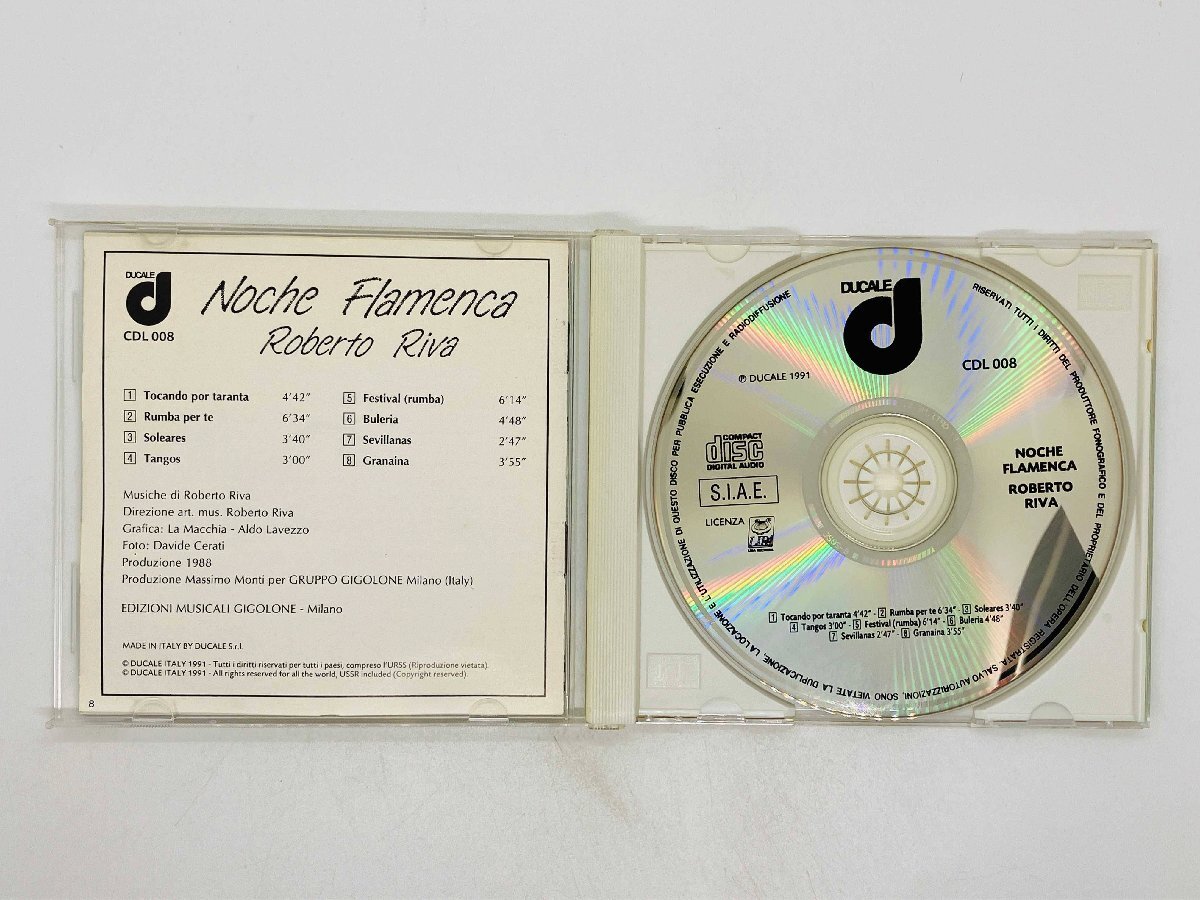 DUCALE
d
CDL 008
Noche Flamenca
Roberto Riva
1 Tocando por taranta 4'42"
2 Rumba per te 6'34"
3 Soleares 3'40"
4 Tangos 3'00"
5 Festival (rumba) 6'14"
6 Buleria 4'48"
7 Sevillanas 2'47"
8 Granaina 3'55"
Musiche di Roberto Riva
Direzione art. mus. Roberto Riva
Grafica: La Macchia - Aldo Lavezzo
Foto: Davide Cerati
Produzione 1988
Produzione Massimo Monti per GRUPPO GIGOLONE Milano (Italy)
EDIZIONI MUSICALI GIGOLONE - Milano
MADE IN ITALY BY DUCALE S.r.l.
© DUCALE ITALY 1991 - Tutti i diritti riservati per tutti i paesi, compreso l'URSS (Riproduzione vietata).
© DUCALE ITALY 1991 - All rights reserved for all the world, USSR included (Copyright reserved).
8
DUCALE
d
CDL 008
℗ DUCALE 1991
COMPACT
disc
DIGITAL AUDIO
S.I.A.E.
LICENZA
NOCHE
FLAMENCA
ROBERTO
RIVA
1 Tocando por taranta 4'42" - 2 Rumba per te 6'34" - 3 Soleares 3'40"
4 Tangos 3'00" - 5 Festival (rumba) 6'14" - 6 Buleria 4'48"
7 Sevillanas 2'47" - 8 Granaina 3'55"
RISERVATI TUTTI I DIRITTI DEL PRODUTTORE FONOGRAFICO E DEL PROPRIETARIO DELL'OPERA REGISTRATA. SALVO AUTORIZZAZIONI, SONO VIETATE LA DUPLICAZIONE, LA LOCAZIONE E L'UTILIZZAZIONE DI QUESTO DISCO PER PUBBLICA ESECUZIONE E RADIODIFFUSIONE